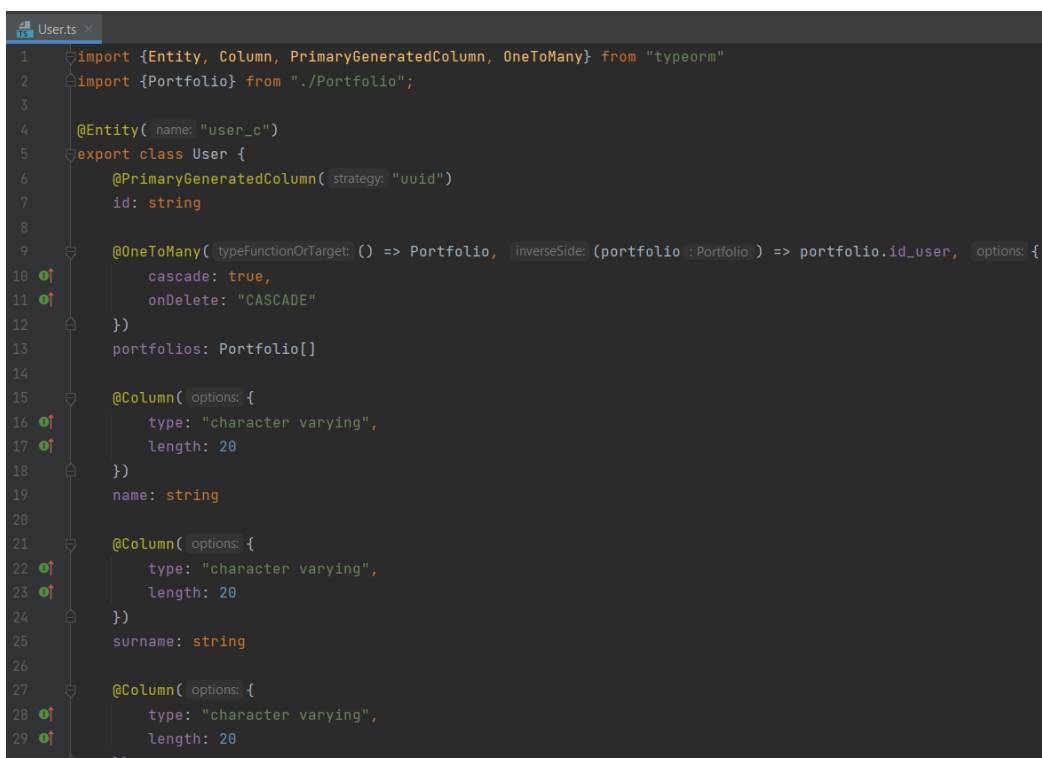 User.ts
1 import {Entity, Column, PrimaryGeneratedColumn, OneToMany} from "typeorm"
2 import {Portfolio} from "./Portfolio";
3
4 @Entity( name: "user_c")
5 export class User {
6 @PrimaryGeneratedColumn( strategy: "uuid")
7 id: string
8
9 @OneToMany( typeFunctionOrTarget: () => Portfolio, inverseSide: (portfolio : Portfolio ) => portfolio.id_user, options: {
10 cascade: true,
11 onDelete: "CASCADE"
12 })
13 portfolios: Portfolio[]
14
15 @Column( options: {
16 type: "character varying",
17 length: 20
18 })
19 name: string
20
21 @Column( options: {
22 type: "character varying",
23 length: 20
24 })
25 surname: string
26
27 @Column( options: {
28 type: "character varying",
29 length: 20